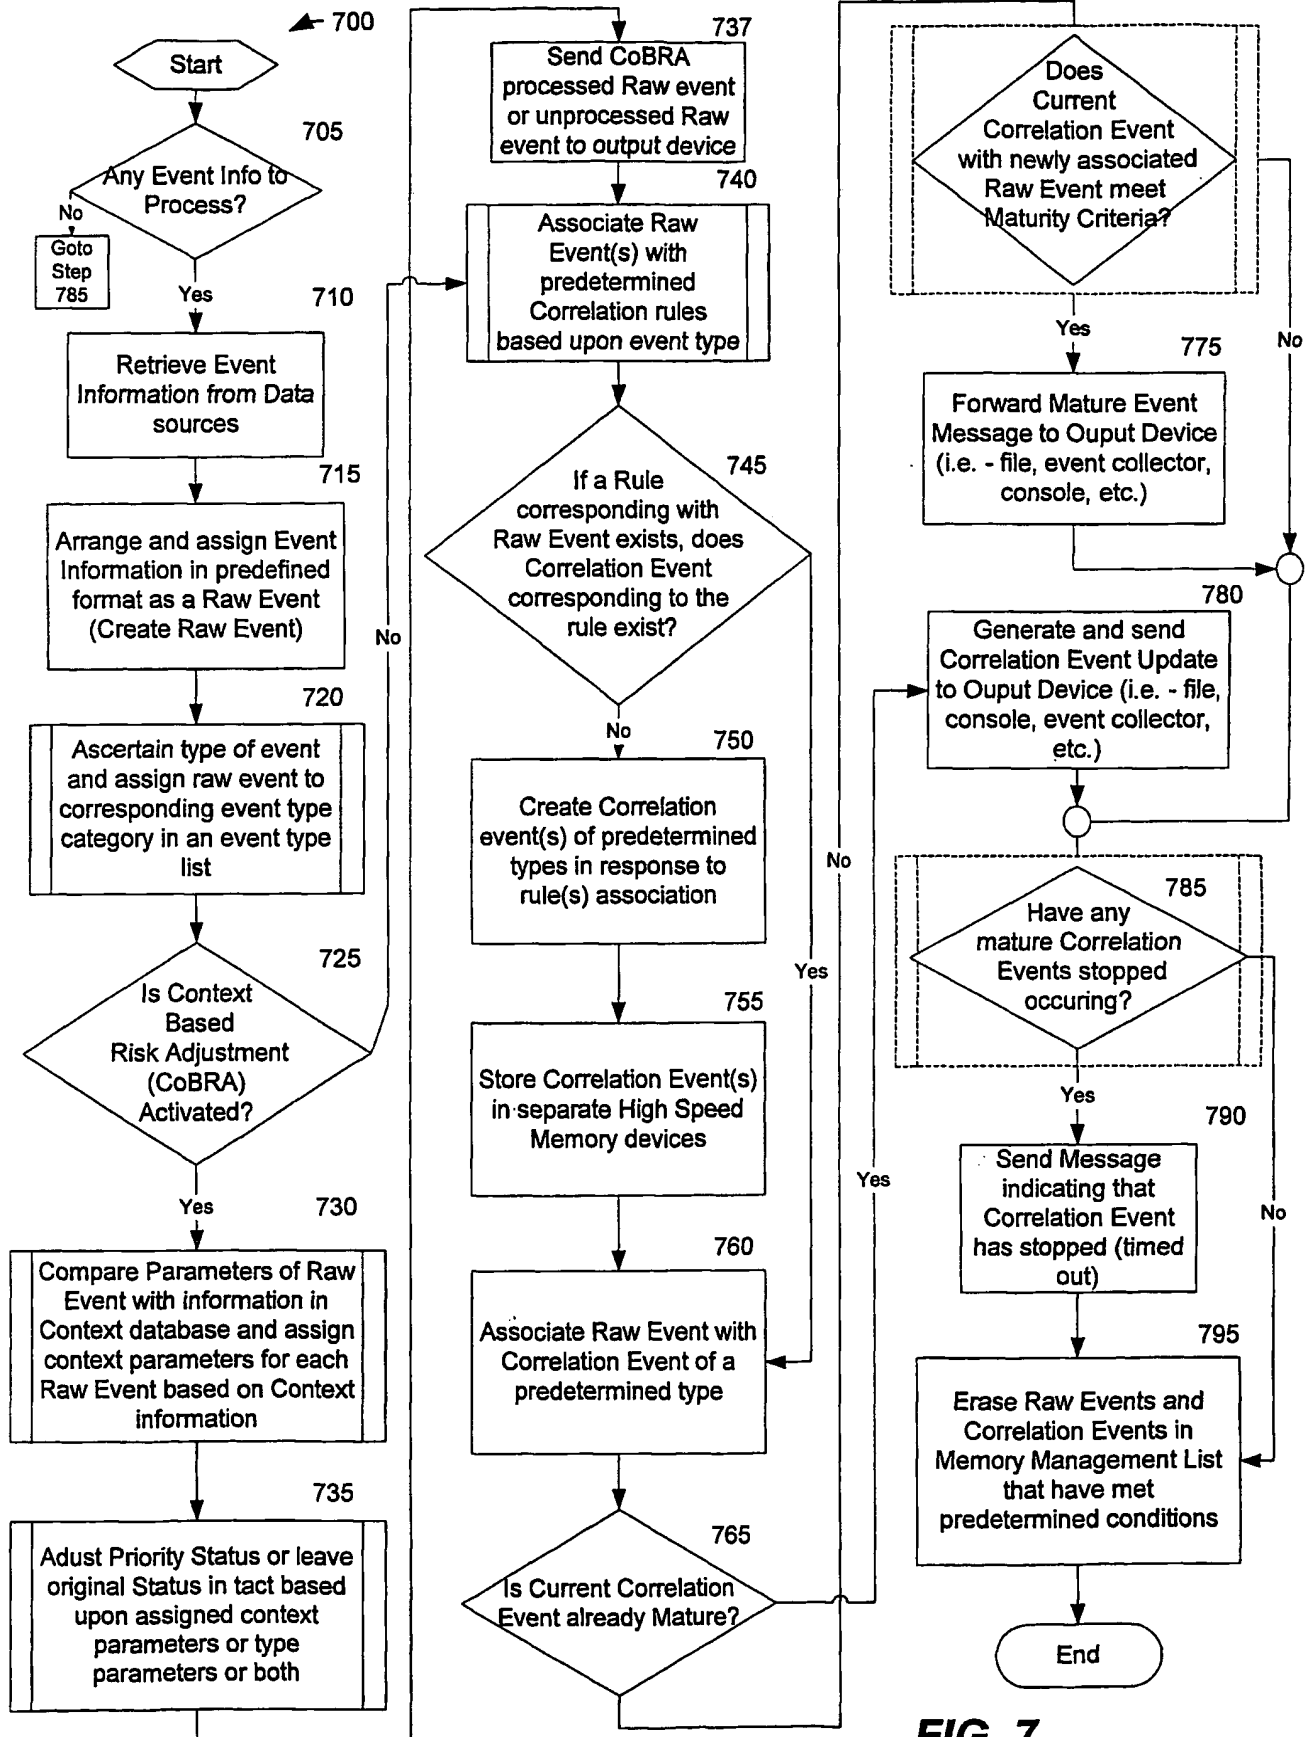 700
Start
705
Any Event Info to
Process?
No
Goto
Step
785
Yes
710
Retrieve Event
Information from Data
sources
715
Arrange and assign Event
Information in predefined
format as a Raw Event
(Create Raw Event)
720
Ascertain type of event
and assign raw event to
corresponding event type
category in an event type
list
725
Is Context
Based
Risk Adjustment
(CoBRA)
Activated?
No
Yes
730
Compare Parameters of Raw
Event with information in
Context database and assign
context parameters for each
Raw Event based on Context
information
735
Adust Priority Status or leave
original Status in tact based
upon assigned context
parameters or type
parameters or both
737
Send CoBRA
processed Raw event
or unprocessed Raw
event to output device
740
Associate Raw
Event(s) with
predetermined
Correlation rules
based upon event type
745
If a Rule
corresponding with
Raw Event exists, does
Correlation Event
corresponding to the
rule exist?
No
Yes
750
Create Correlation
event(s) of predetermined
types in response to
rule(s) association
755
Store Correlation Event(s)
in separate High Speed
Memory devices
760
Associate Raw Event with
Correlation Event of a
predetermined type
765
Is Current Correlation
Event already Mature?
No
Yes
Does
Current
Correlation Event
with newly associated
Raw Event meet
Maturity Criteria?
Yes
No
775
Forward Mature Event
Message to Ouput Device
(i.e. - file, event collector,
console, etc.)
780
Generate and send
Correlation Event Update
to Ouput Device (i.e. - file,
console, event collector,
etc.)
785
Have any
mature Correlation
Events stopped
occuring?
Yes
No
790
Send Message
indicating that
Correlation Event
has stopped (timed
out)
795
Erase Raw Events and
Correlation Events in
Memory Management List
that have met
predetermined conditions
End
FIG. 7